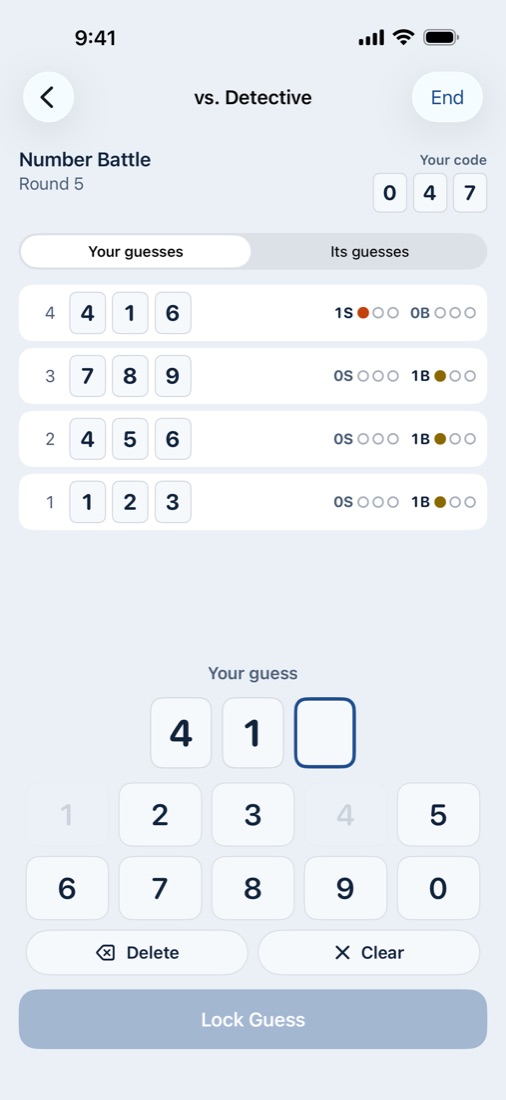 9:41
vs. Detective
End
Number Battle
Your code
Round 5
0 4 7
Your guesses
Its guesses
4 4 1 6 1S 0B
3 7 8 9 0S 1B
2 4 5 6 0S 1B
1 1 2 3 0S 1B
Your guess
4 1
1 2 3 4 5
6 7 8 9 0
Delete
Clear
Lock Guess